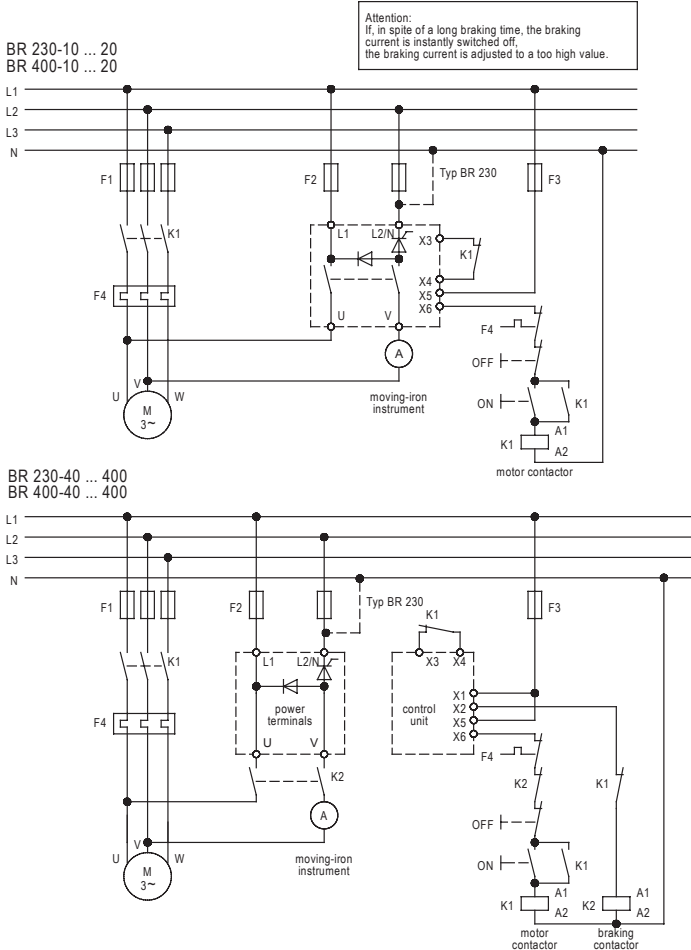 Attention:
If, in spite of a long braking time, the braking
current is instantly switched off,
the braking current is adjusted to a too high value.
BR 230-10 ... 20
BR 400-10 ... 20
L1
L2
L3
N
F1
F2
Typ BR 230
F3
K1
L1
L2/N
X3
K1
X4
X5
X6
F4
U
V
F4
A
OFF
U
V
W
M
3~
moving-iron
instrument
ON
K1
K1
A1
A2
motor contactor
BR 230-40 ... 400
BR 400-40 ... 400
L1
L2
L3
N
F1
F2
Typ BR 230
F3
K1
K1
L1
L2/N
X3
X4
power
terminals
control
unit
X1
X2
X5
X6
F4
U
V
F4
K2
K2
K1
A
OFF
U
V
W
M
3~
moving-iron
instrument
ON
K1
K1
A1
A2
K2
A1
A2
motor
contactor
braking
contactor